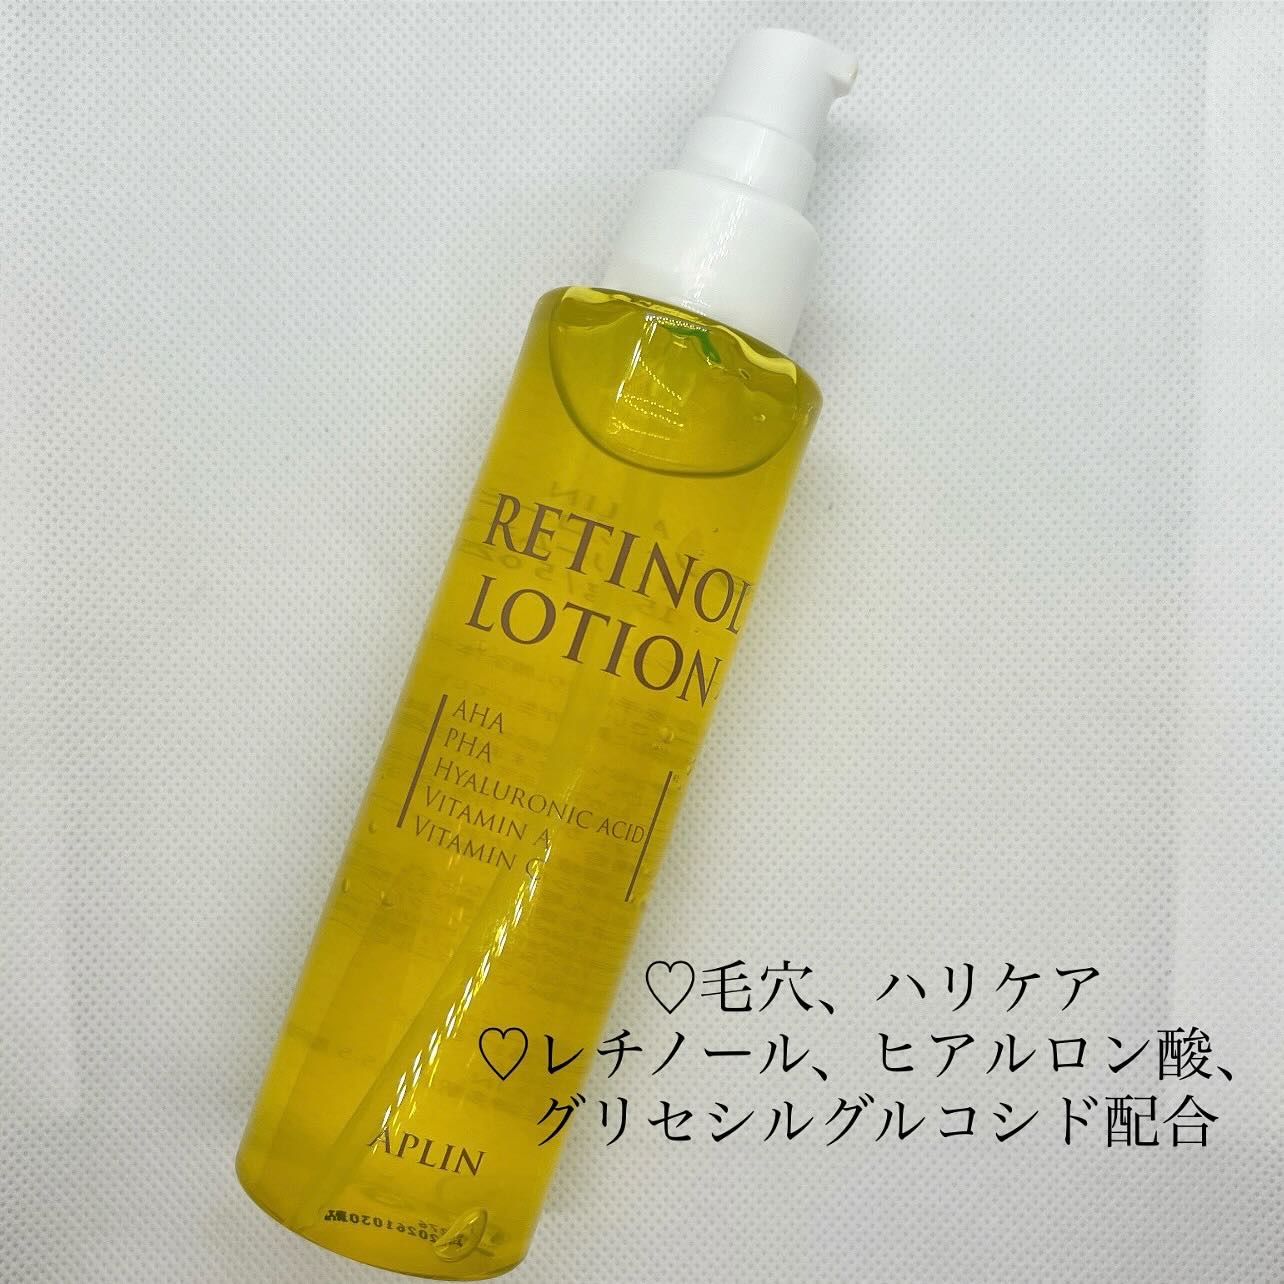 RETINOL
LOTION
AHA
PHA
HYALURONIC ACID
VITAMIN A
VITAMIN C
APLIN
♡毛穴、ハリケア
♡レチノール、ヒアルロン酸、
グリセシルグルコシド配合